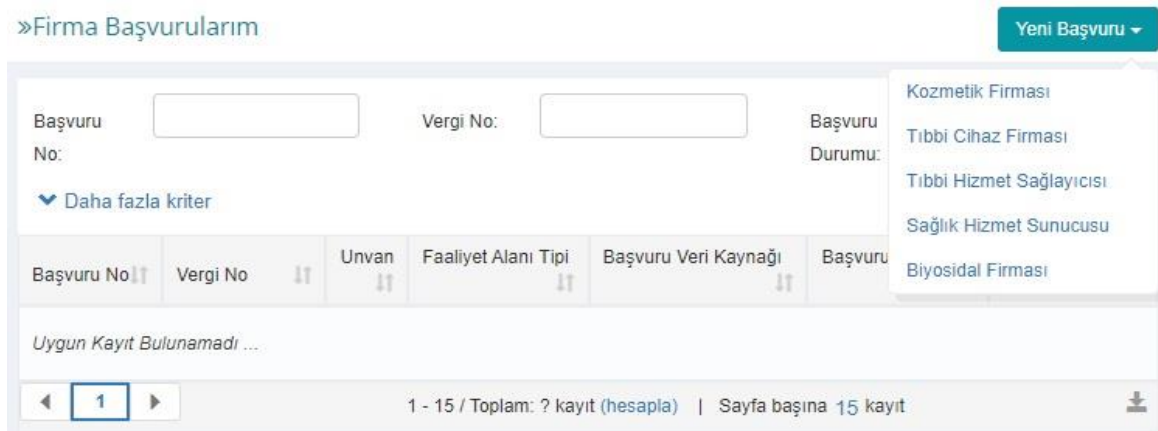 »Firma Başvurularım
Yeni Başvuru
Kozmetik Firması
Tıbbi Cihaz Firması
Tıbbi Hizmet Sağlayıcısı
Sağlık Hizmet Sunucusu
Biyosidal Firması
Başvuru No:
Vergi No:
Başvuru Durumu:
Daha fazla kriter
Başvuru No
Vergi No
Unvan
Faaliyet Alanı Tipi
Başvuru Veri Kaynağı
Başvuru
Uygun Kayıt Bulunamadı ...
1
1 - 15 / Toplam: ? kayıt (hesapla) | Sayfa başına 15 kayıt